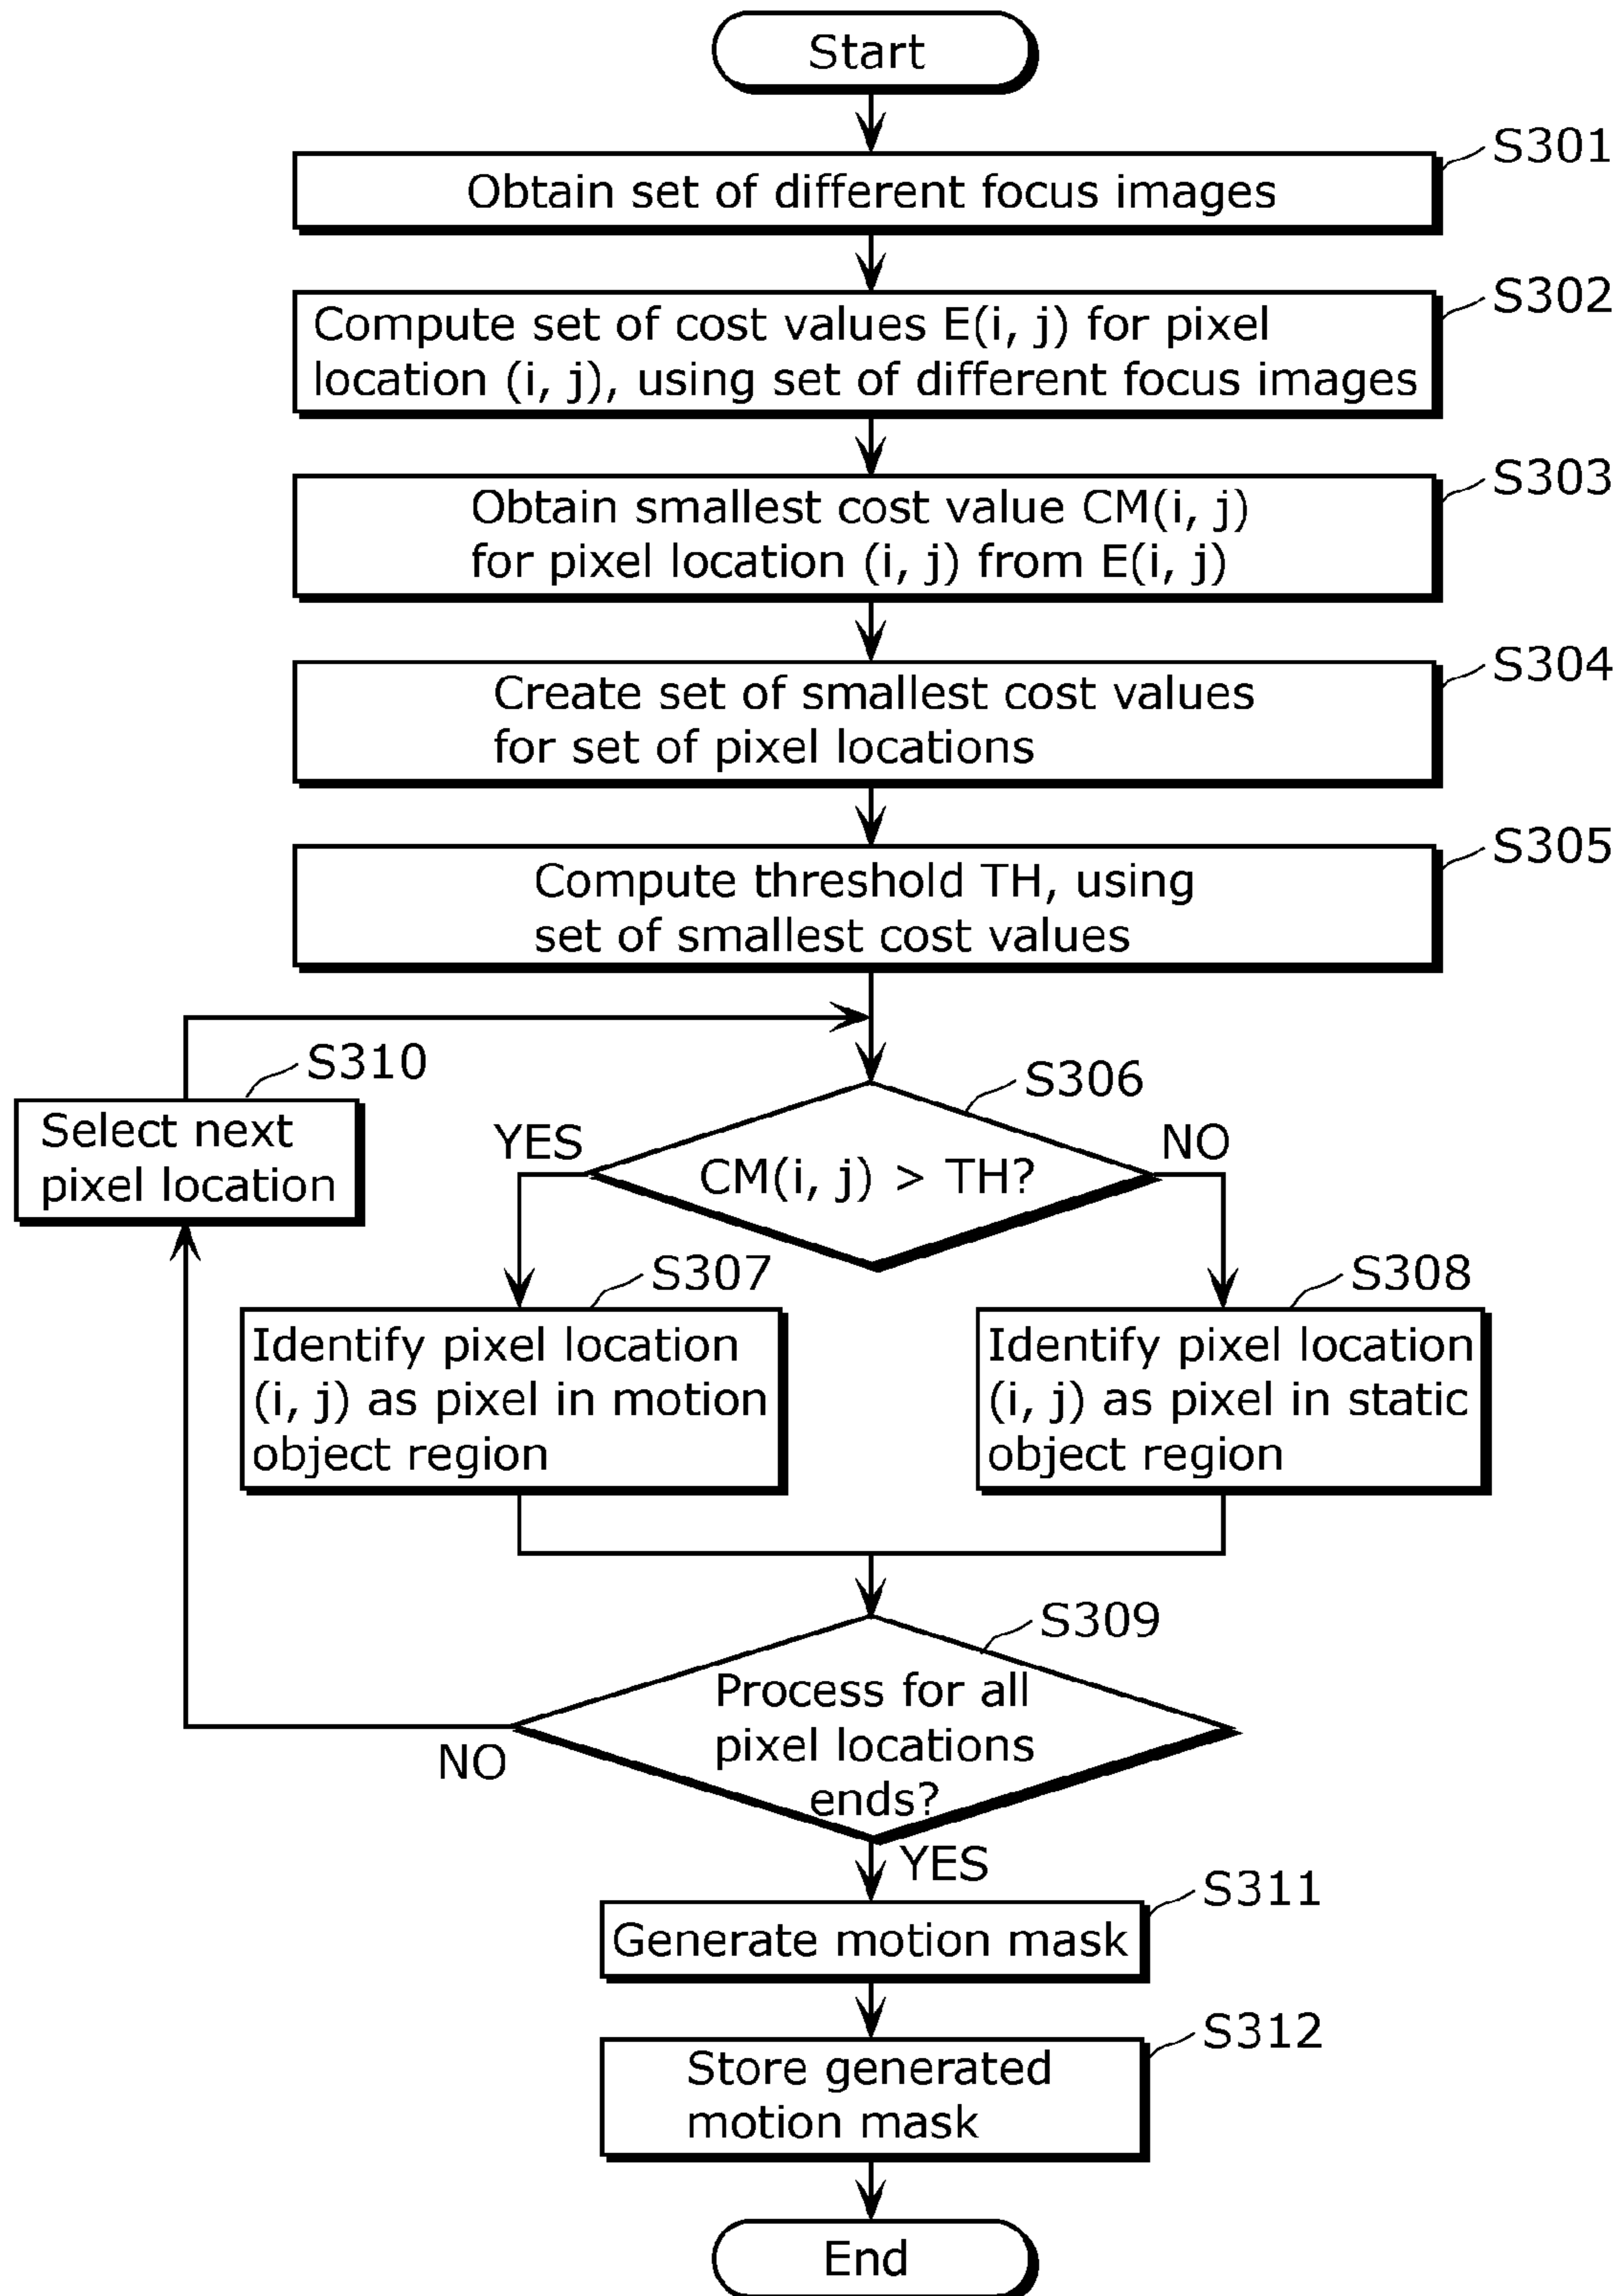 Start
S301
Obtain set of different focus images
S302
Compute set of cost values E(i, j) for pixel
location (i, j), using set of different focus images
S303
Obtain smallest cost value CM(i, j)
for pixel location (i, j) from E(i, j)
S304
Create set of smallest cost values
for set of pixel locations
S305
Compute threshold TH, using
set of smallest cost values
S310
Select next
pixel location
S306
YES
CM(i, j) > TH?
NO
S307
Identify pixel location
(i, j) as pixel in motion
object region
S308
Identify pixel location
(i, j) as pixel in static
object region
S309
Process for all
pixel locations
ends?
NO
YES
S311
Generate motion mask
S312
Store generated
motion mask
End